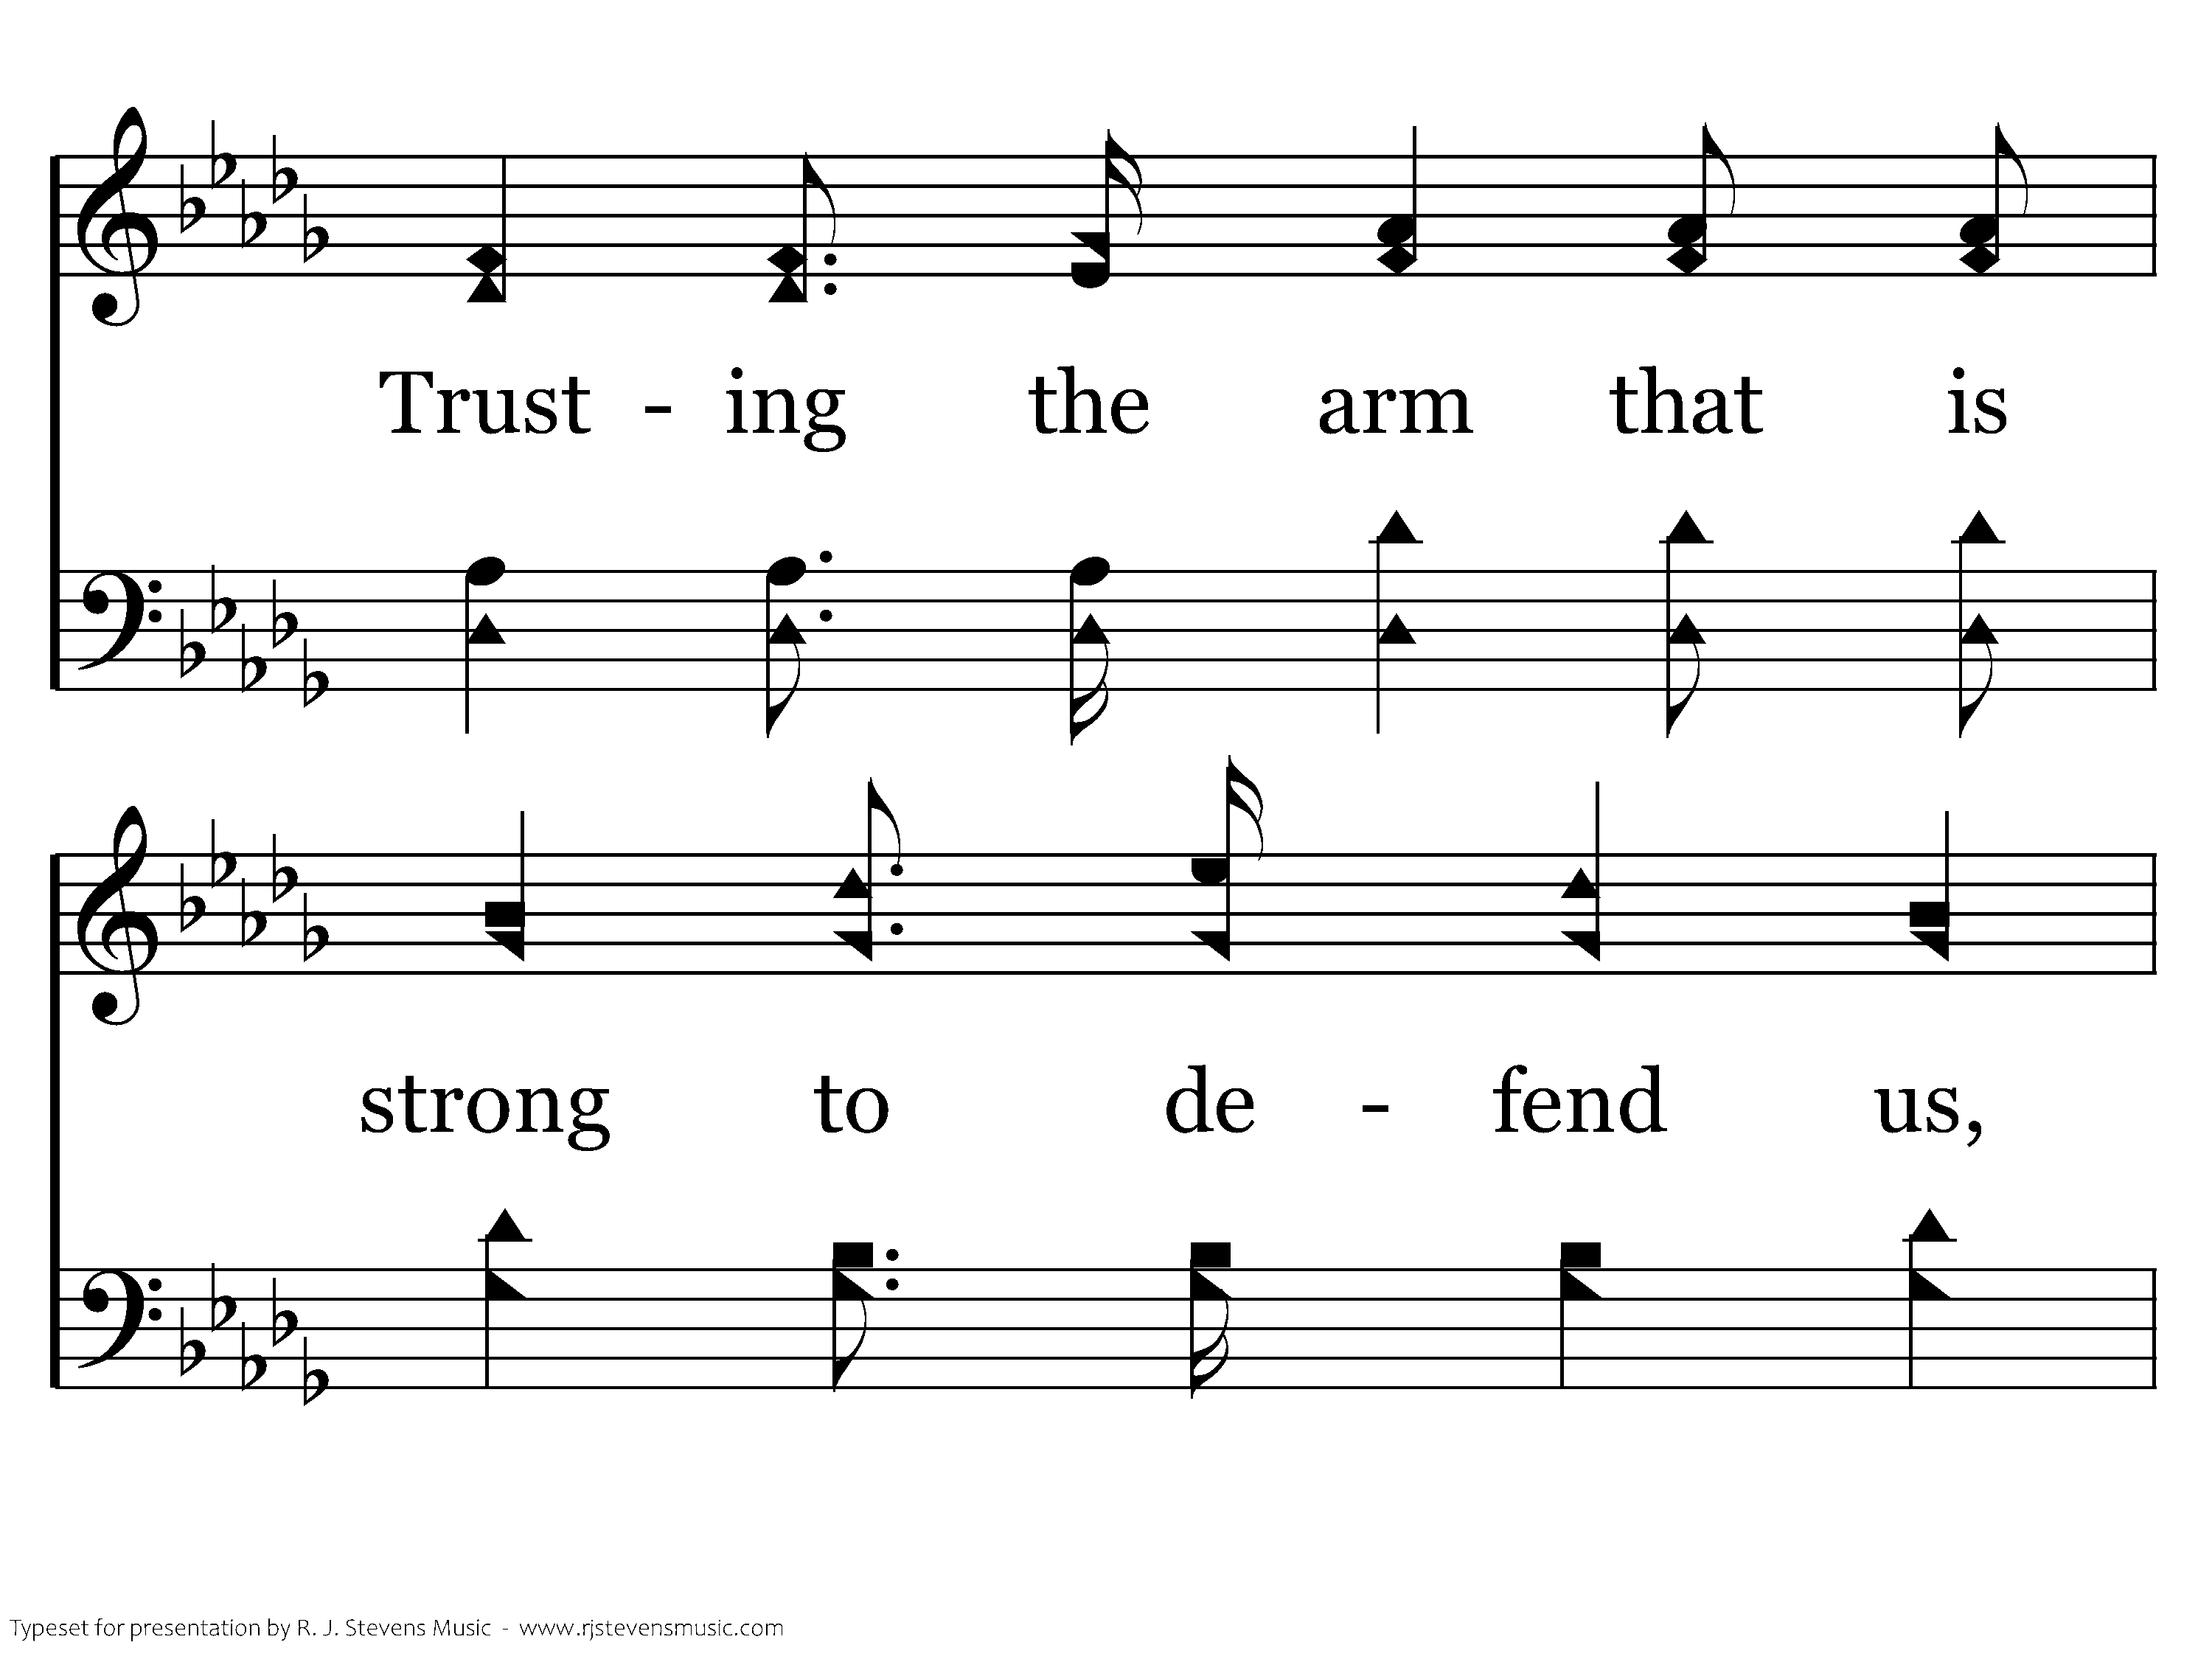 Trust - ing the arm that is
strong to de - fend us,
Typeset for presentation by R. J. Stevens Music - www.rjstevensmusic.com